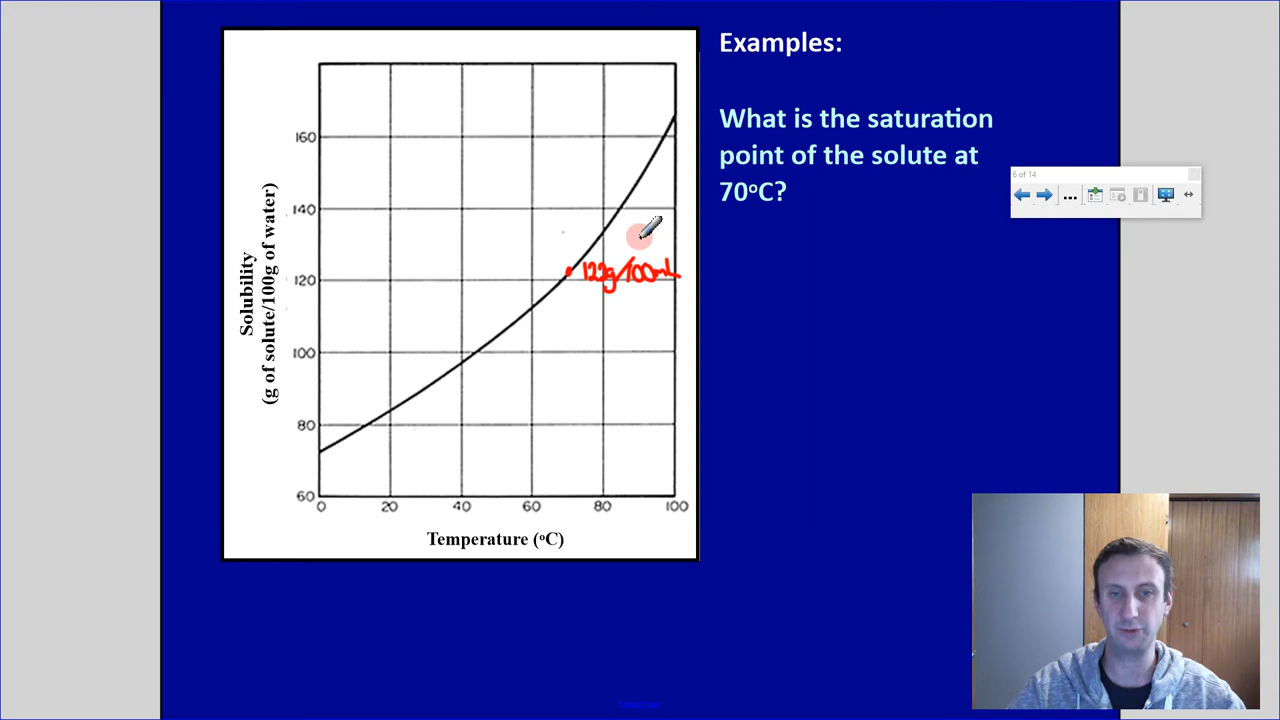 Examples:
What is the saturation
point of the solute at
70ºC?
6 of 14
...
Solubility
(g of solute/100g of water)
160
140
120
100
80
60
0 20 40 60 80 100
Temperature (ºC)
122g/100mL